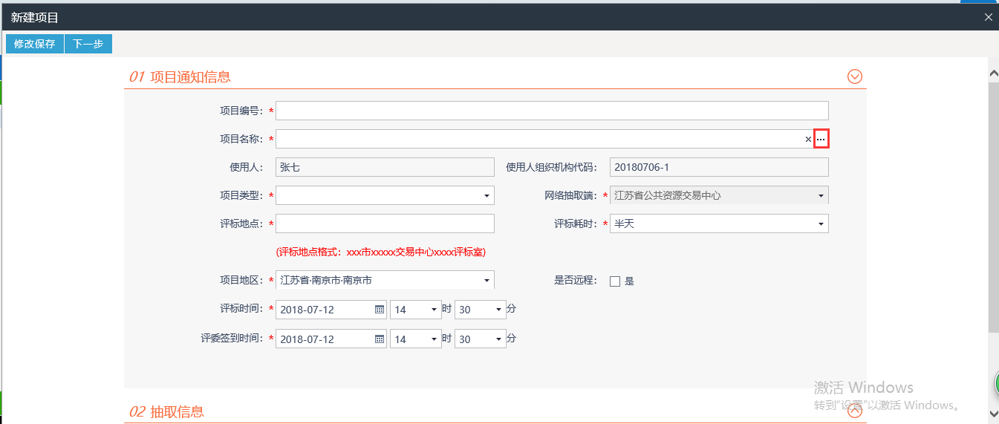 新建项目
修改保存 下一步
01 项目通知信息
项目编号：*
项目名称：* × ...
使用人： 张七 使用人组织机构代码： 20180706-1
项目类型：* 网络抽取端：* 江苏省公共资源交易中心
评标地点：* 评标耗时：* 半天
(评标地点格式：xxx市xxxxx交易中心xxxx评标室)
项目地区：* 江苏省·南京市·南京市 是否远程： 是
评标时间：* 2018-07-12 14 时 30 分
评委签到时间：* 2018-07-12 14 时 30 分
激活 Windows
转到"设置"以激活 Windows。
02 抽取信息